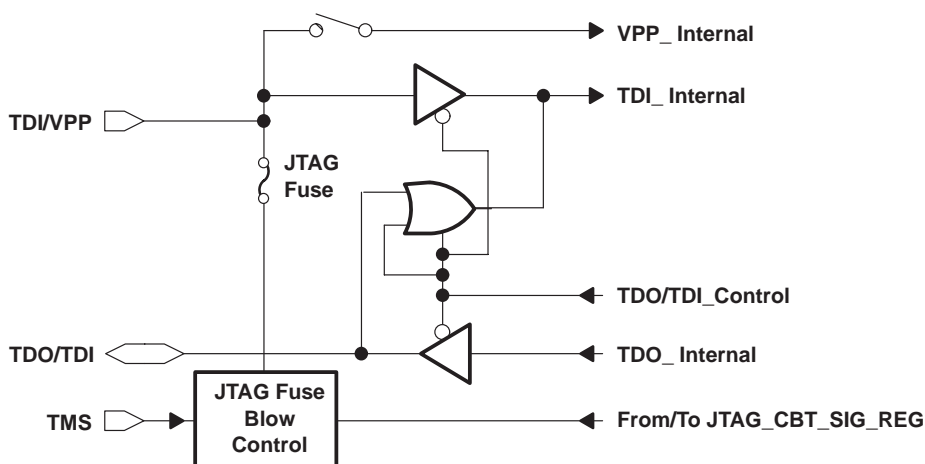 VPP_ Internal
TDI_ Internal
TDI/VPP
JTAG
Fuse
TDO/TDI_Control
TDO/TDI
TDO_ Internal
JTAG Fuse
Blow
Control
TMS
From/To JTAG_CBT_SIG_REG